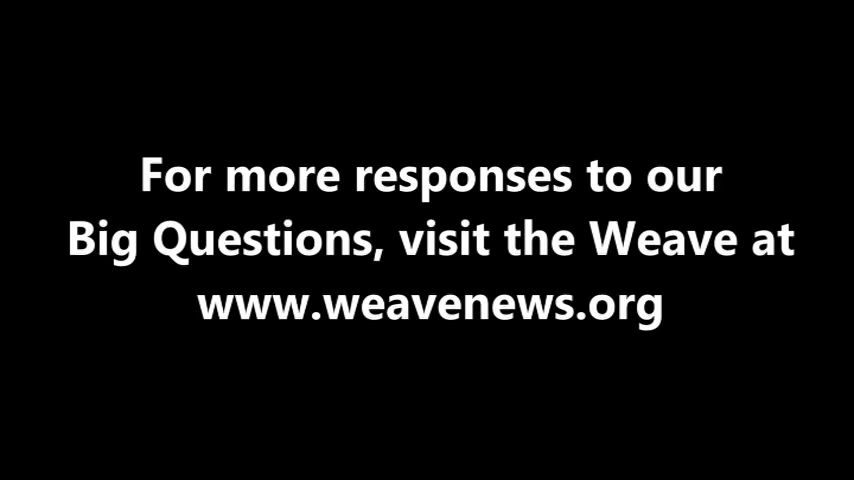 For more responses to our
Big Questions, visit the Weave at
www.weavenews.org